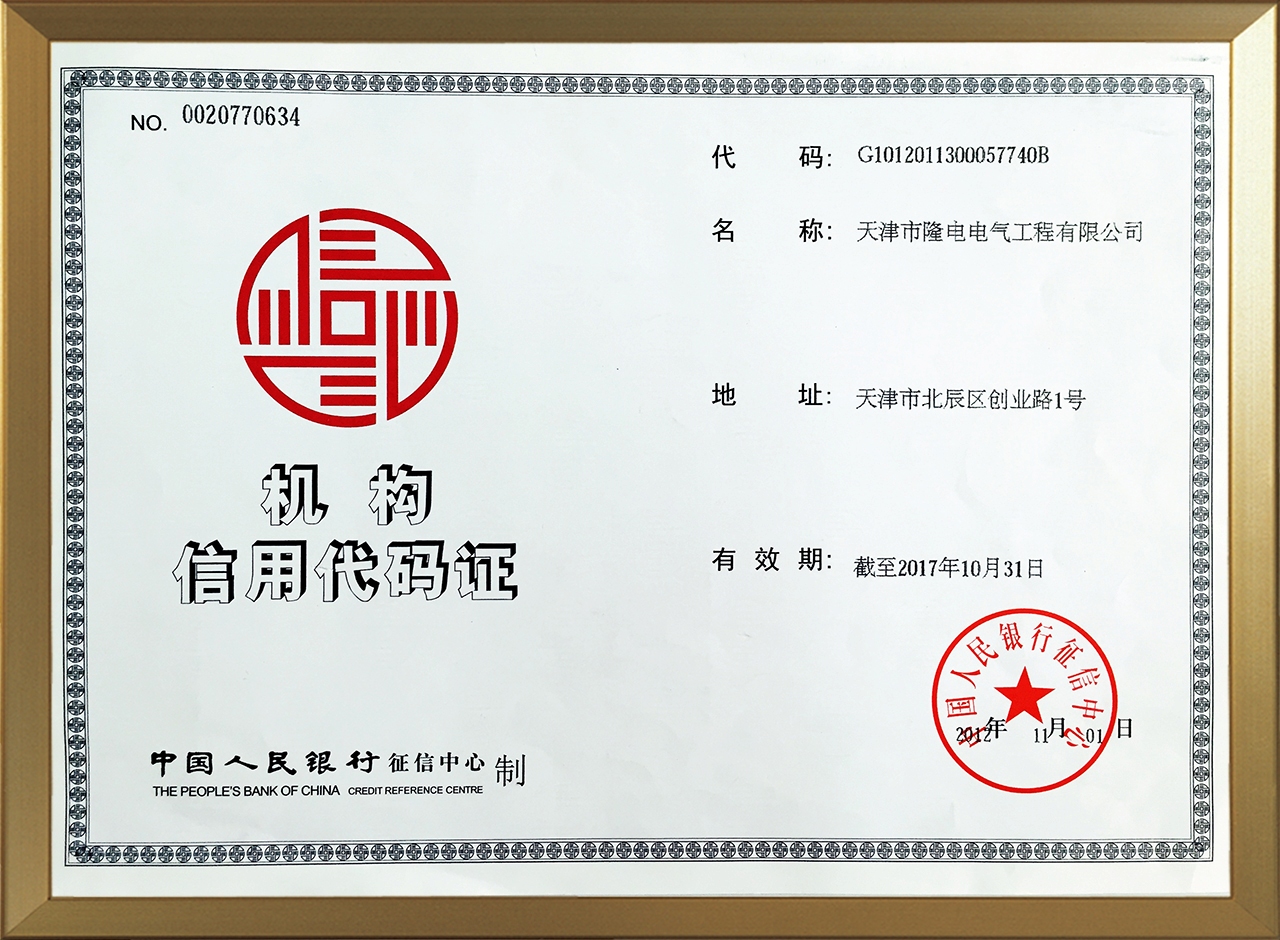 NO. 0020770634
机构
信用代码证
中国人民银行征信中心制
THE PEOPLE'S BANK OF CHINA CREDIT REFERENCE CENTRE
代码: G1012011300057740B
名称: 天津市隆电电气工程有限公司
地址: 天津市北辰区创业路1号
有效期: 截至2017年10月31日
中国人民银行征信中心
2012年11月01日